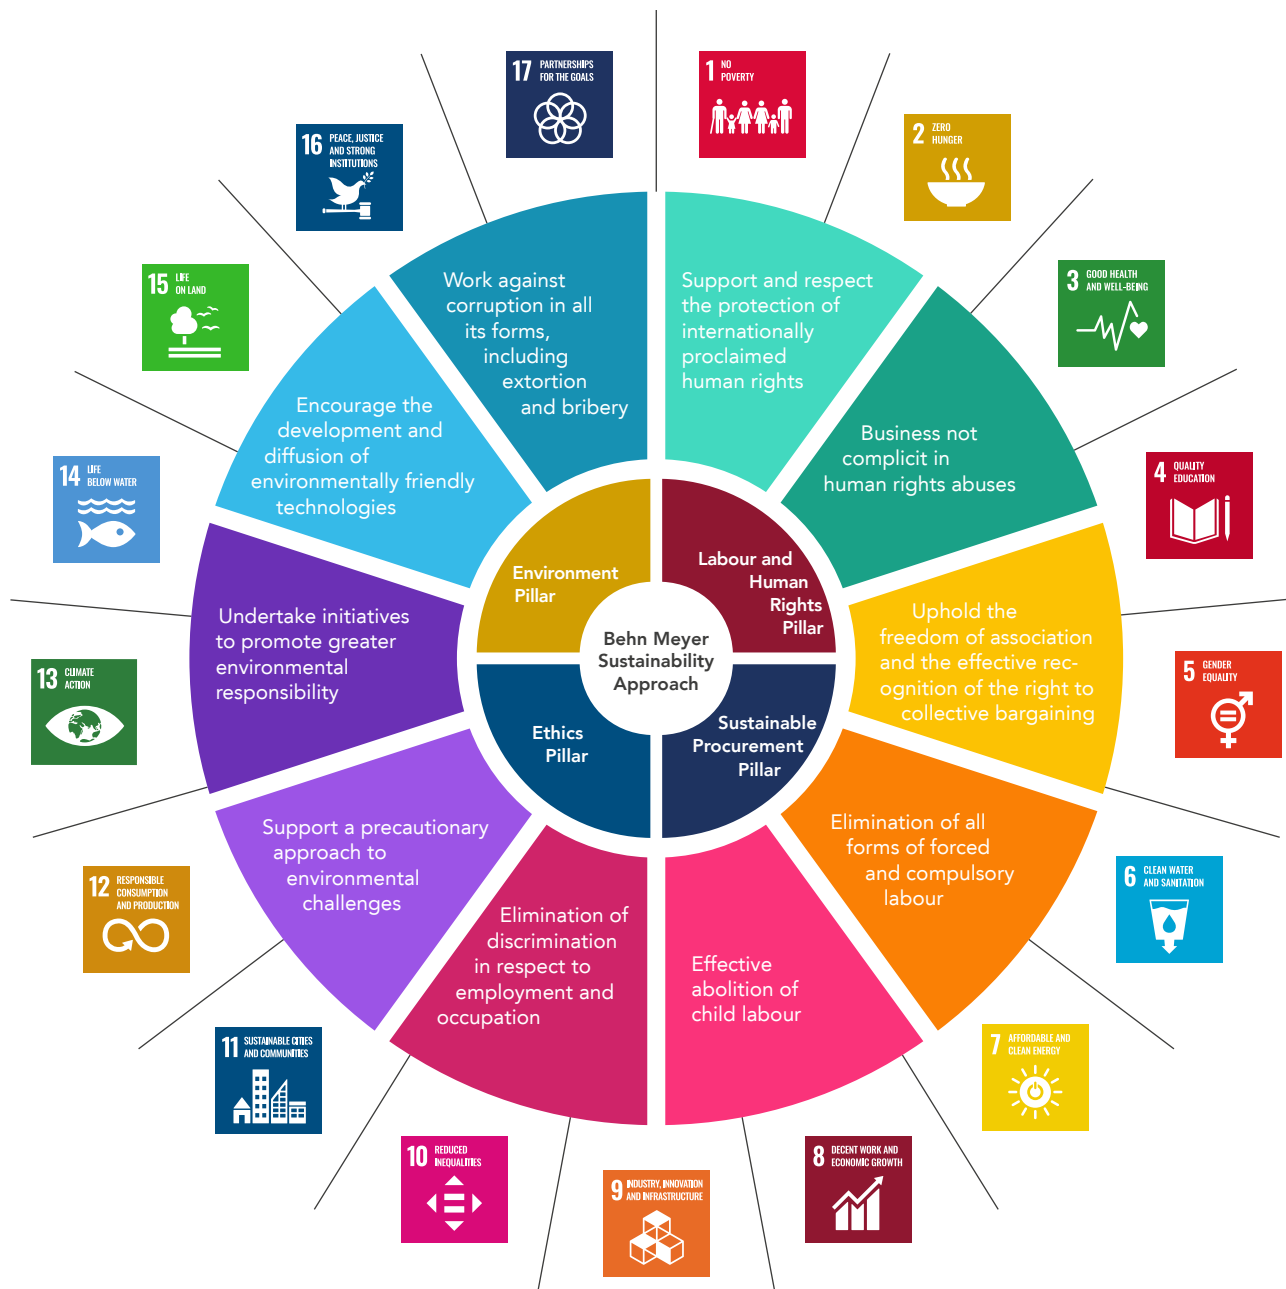 17 PARTNERSHIPS
FOR THE GOALS
1 NO
POVERTY
2 ZERO
HUNGER
3 GOOD HEALTH
AND WELL-BEING
4 QUALITY
EDUCATION
5 GENDER
EQUALITY
6 CLEAN WATER
AND SANITATION
7 AFFORDABLE AND
CLEAN ENERGY
8 DECENT WORK AND
ECONOMIC GROWTH
9 INDUSTRY, INNOVATION
AND INFRASTRUCTURE
10 REDUCED
INEQUALITIES
11 SUSTAINABLE CITIES
AND COMMUNITIES
12 RESPONSIBLE
CONSUMPTION
AND PRODUCTION
13 CLIMATE
ACTION
14 LIFE
BELOW WATER
15 LIFE
ON LAND
16 PEACE, JUSTICE
AND STRONG
INSTITUTIONS
Work against
corruption in all
its forms,
including
extortion
and bribery
Support and respect
the protection of
internationally
proclaimed
human rights
Business not
complicit in
human rights abuses
Uphold the
freedom of association
and the effective rec-
ognition of the right to
collective bargaining
Elimination of all
forms of forced
and compulsory
labour
Effective
abolition of
child labour
Elimination of
discrimination
in respect to
employment and
occupation
Support a precautionary
approach to
environmental
challenges
Undertake initiatives
to promote greater
environmental
responsibility
Encourage the
development and
diffusion of
environmentally friendly
technologies
Environment
Pillar
Labour and
Human
Rights
Pillar
Sustainable
Procurement
Pillar
Ethics
Pillar
Behn Meyer
Sustainability
Approach